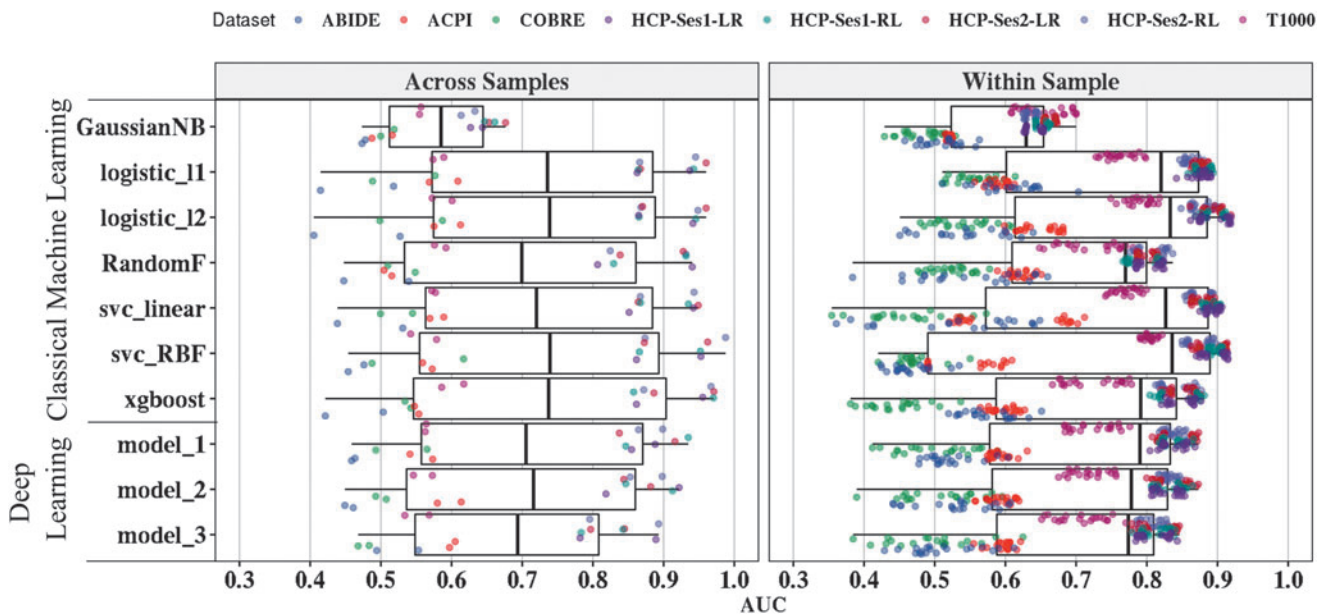 Dataset ABIDE ACPI COBRE HCP-Ses1-LR HCP-Ses1-RL HCP-Ses2-LR HCP-Ses2-RL T1000
Across Samples Within Sample
Classical Machine Learning
GaussianNB
logistic_l1
logistic_l2
RandomF
svc_linear
svc_RBF
xgboost
Deep
Learning
model_1
model_2
model_3
0.3 0.4 0.5 0.6 0.7 0.8 0.9 1.0 0.3 0.4 0.5 0.6 0.7 0.8 0.9 1.0
AUC